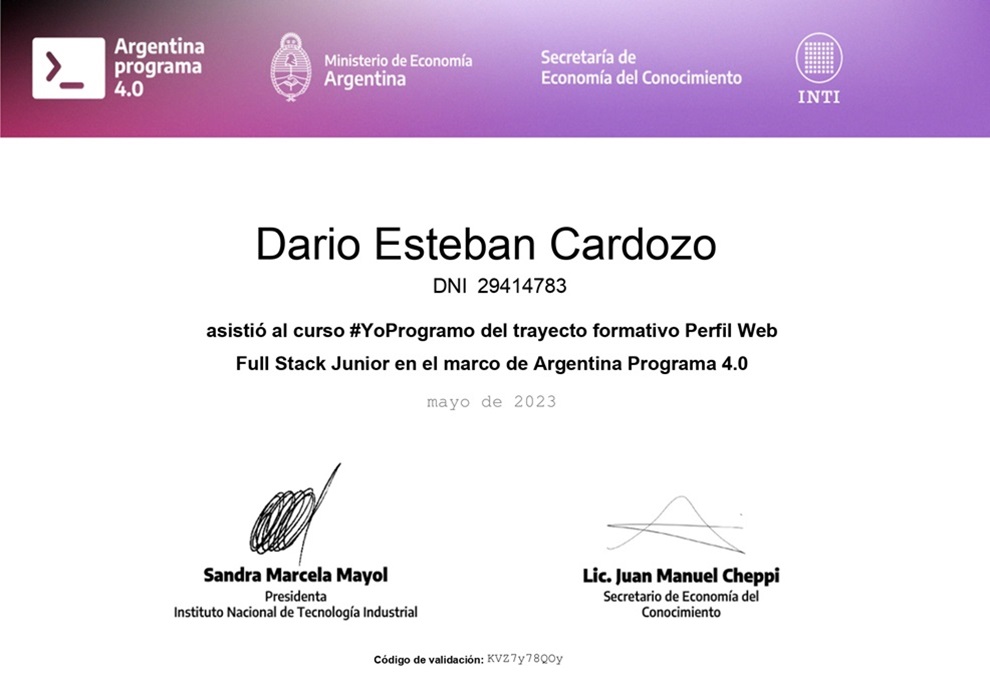 Argentina
programa
4.0
Ministerio de Economía
Argentina
Secretaría de
Economía del Conocimiento
INTI
Dario Esteban Cardozo
DNI 29414783
asistió al curso #YoProgramo del trayecto formativo Perfil Web
Full Stack Junior en el marco de Argentina Programa 4.0
mayo de 2023
Sandra Marcela Mayol
Presidenta
Instituto Nacional de Tecnología Industrial
Lic. Juan Manuel Cheppi
Secretario de Economía del
Conocimiento
Código de validación: KVZ7y78QOy